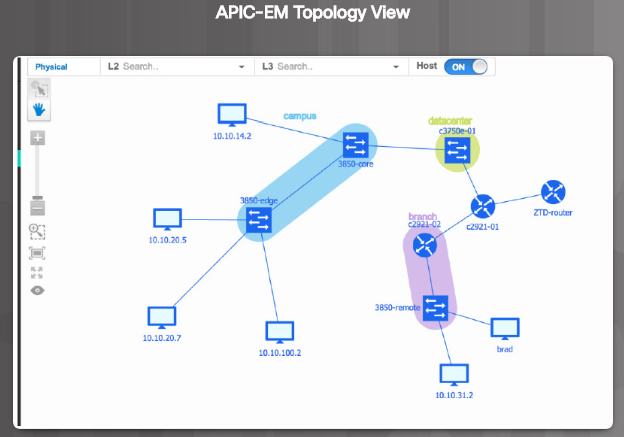 APIC-EM Topology View
Physical L2 Search.. L3 Search.. Host ON
campus
datacenter
c3750e-01
10.10.14.2
3850-core
ZTD-router
c2921-01
3850-edge
branch
c2921-02
10.10.20.5
3850-remote
10.10.20.7
10.10.100.2
brad
10.10.31.2